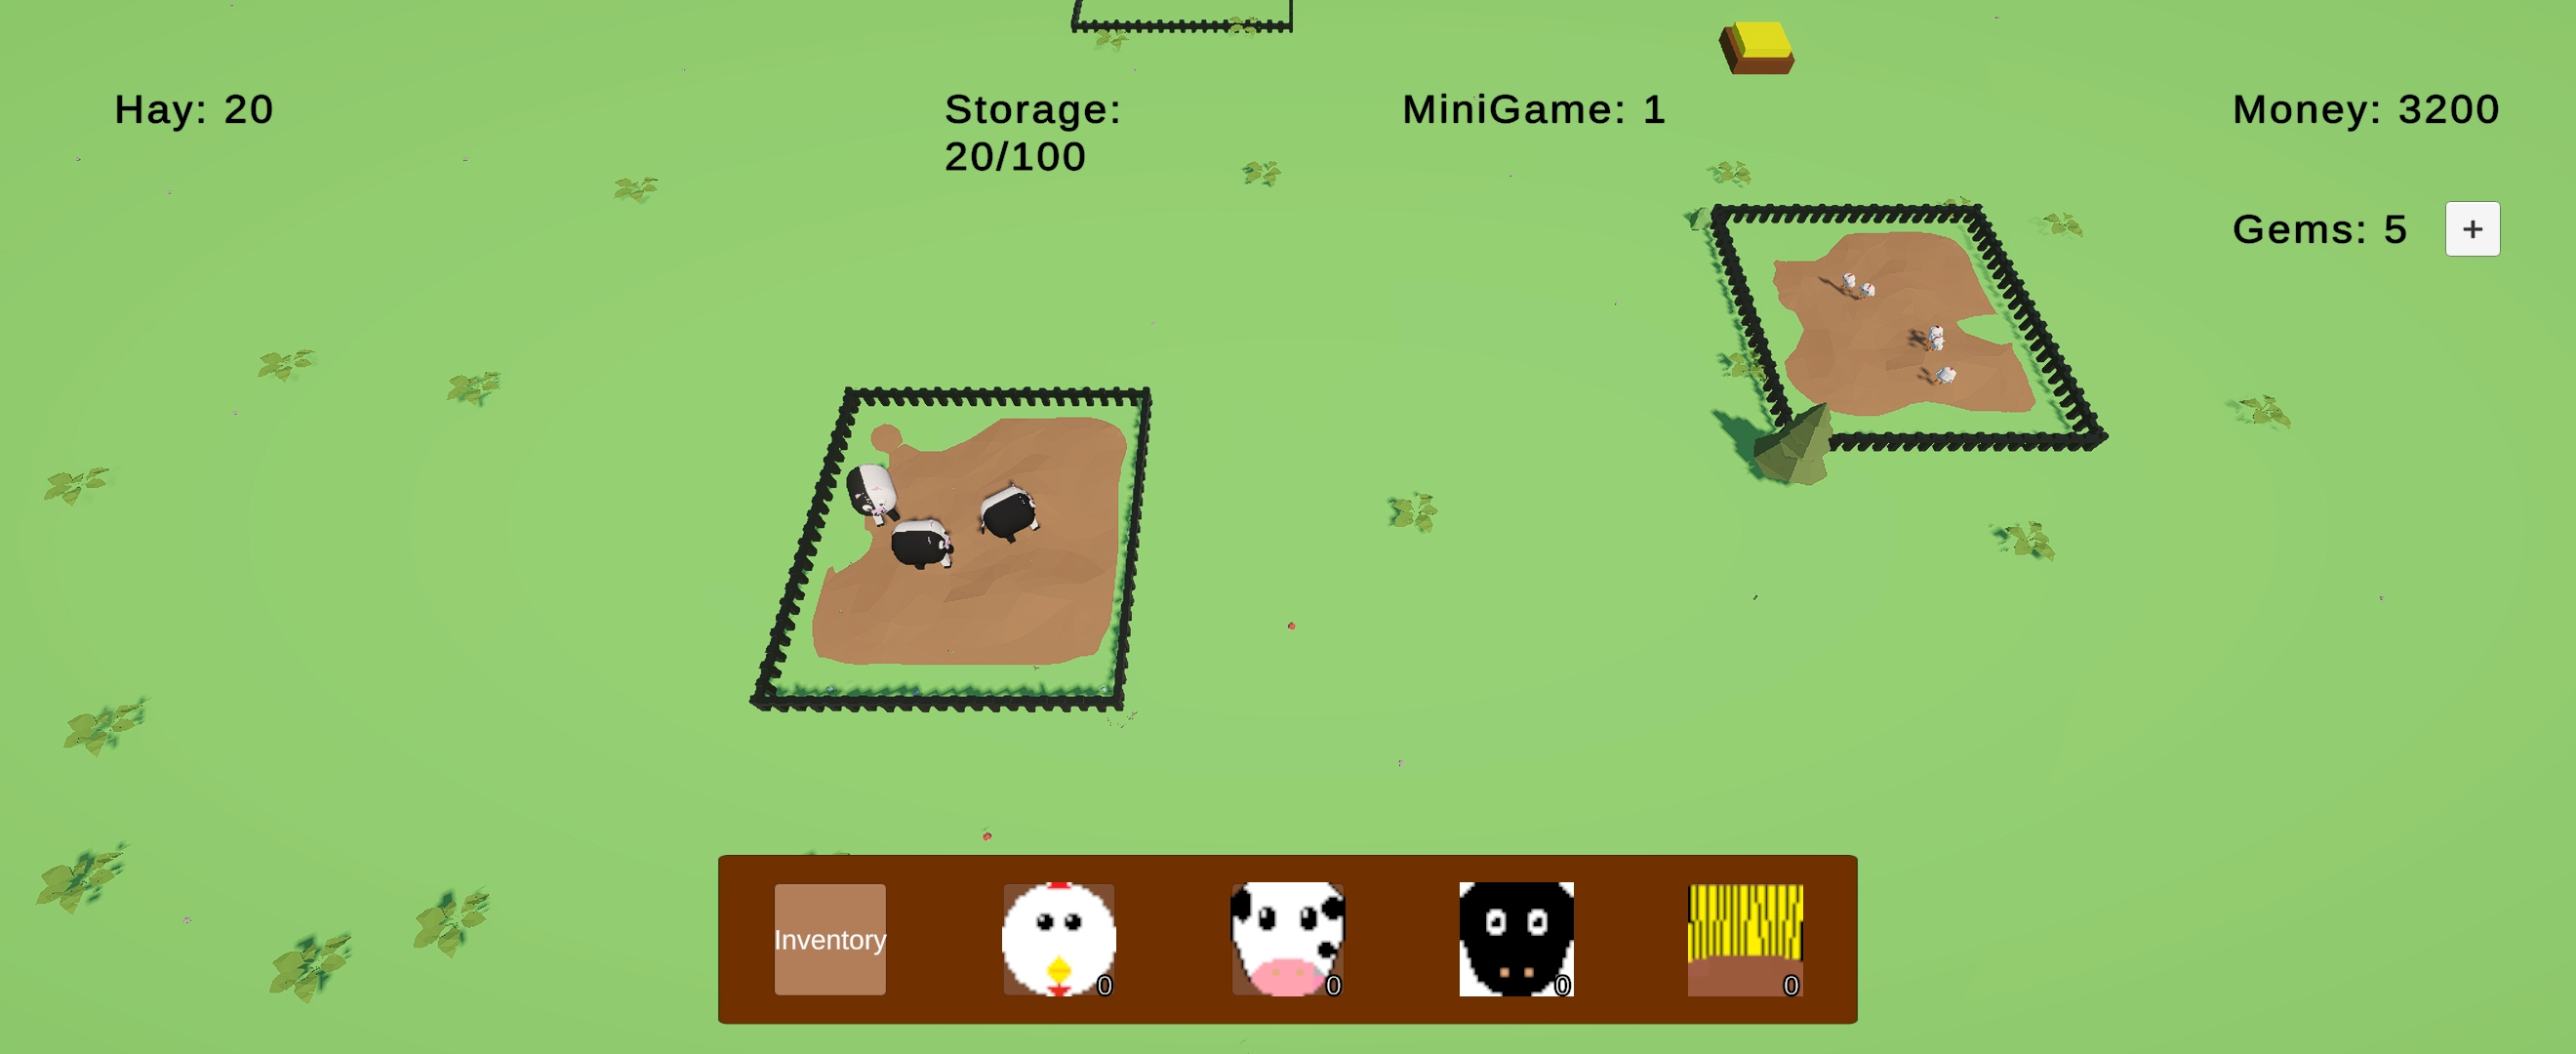 Hay: 20
Storage:
20/100
MiniGame: 1
Money: 3200
Gems: 5
+
Inventory
0
0
0
0